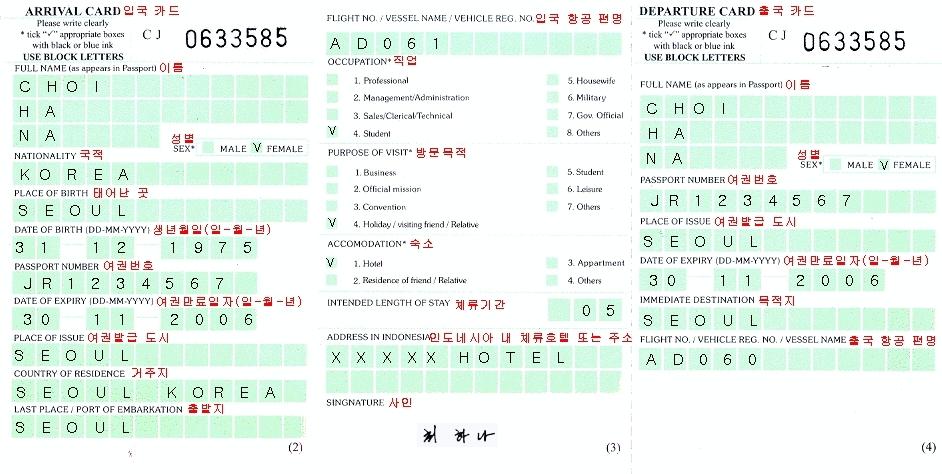 ARRIVAL CARD 입국 카드
Please write clearly
* tick "✓" appropriate boxes
with black or blue ink
USE BLOCK LETTERS
C J 0633585
FULL NAME (as appears in Passport) 이름
CHOI
HA
NA
성별
SEX* MALE V FEMALE
NATIONALITY 국적
KOREA
PLACE OF BIRTH 태어난 곳
SEOUL
DATE OF BIRTH (DD-MM-YYYY) 생년월일(일-월-년)
31 12 1975
PASSPORT NUMBER 여권번호
JR1234567
DATE OF EXPIRY (DD-MM-YYYY) 여권만료일자(일-월-년)
30 11 2006
PLACE OF ISSUE 여권발급 도시
SEOUL
COUNTRY OF RESIDENCE 거주지
SEOUL KOREA
LAST PLACE / PORT OF EMBARKATION 출발지
SEOUL
(2)
FLIGHT NO. / VESSEL NAME / VEHICLE REG. NO. 입국 항공 편명
AD061
OCCUPATION* 직업
1. Professional
2. Management/Administration
3. Sales/Clerical/Technical
V 4. Student
5. Housewife
6. Military
7. Gov. Official
8. Others
PURPOSE OF VISIT* 방문목적
1. Business
2. Official mission
3. Convention
V 4. Holiday / visiting friend / Relative
5. Student
6. Leisure
7. Others
ACCOMODATION* 숙소
V 1. Hotel
2. Residence of friend / Relative
3. Appartment
4. Others
INTENDED LENGTH OF STAY 체류기간
05
ADDRESS IN INDONESIA 인도네시아 내 체류호텔 또는 주소
XXXXX HOTEL
SINGNATURE 사인
최 하 나
(3)
DEPARTURE CARD 출국 카드
Please write clearly
* tick "✓" appropriate boxes
with black or blue ink
USE BLOCK LETTERS
C J 0633585
FULL NAME (as appears in Passport) 이름
CHOI
HA
NA
성별
SEX* MALE V FEMALE
PASSPORT NUMBER 여권번호
JR1234567
PLACE OF ISSUE 여권발급 도시
SEOUL
DATE OF EXPIRY (DD-MM-YYYY) 여권만료일자(일-월-년)
30 11 2006
IMMEDIATE DESTINATION 목적지
SEOUL
FLIGHT NO. / VEHICLE REG. NO. / VESSEL NAME 출국 항공 편명
AD060
(4)